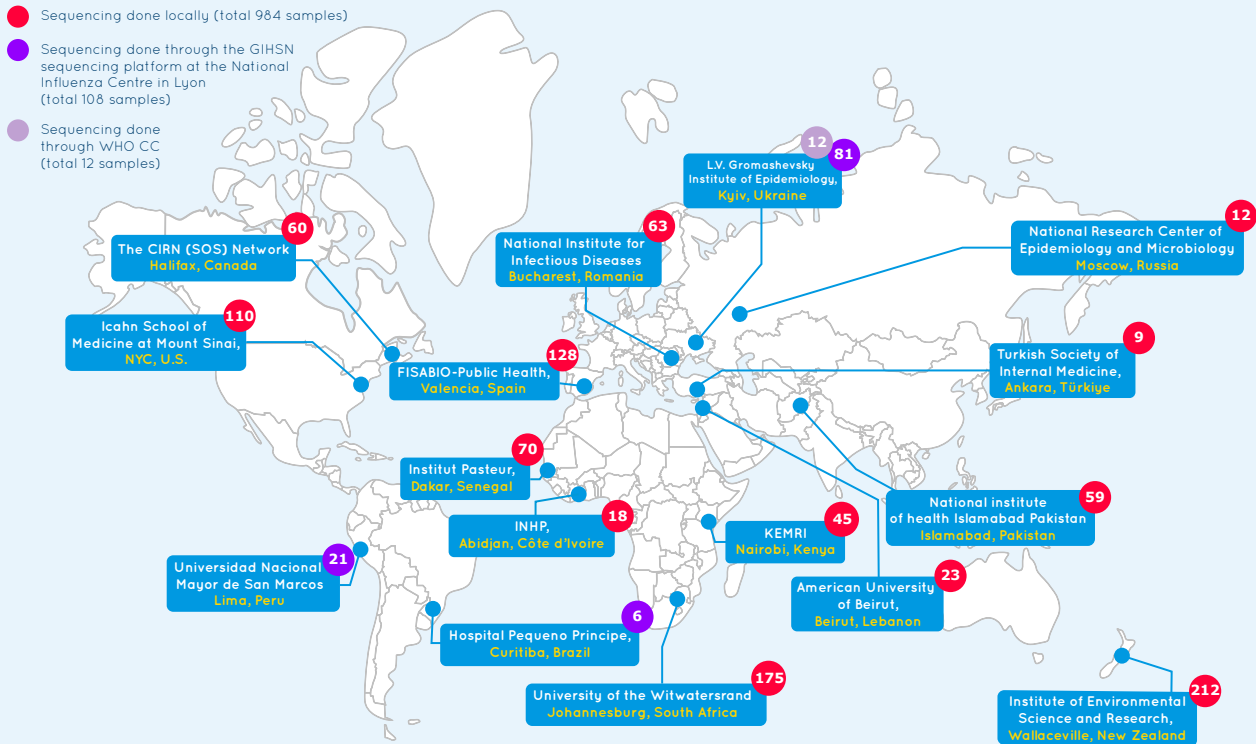 Sequencing done locally (total 984 samples)
Sequencing done through the GIHSN
sequencing platform at the National
Influenza Centre in Lyon
(total 108 samples)
Sequencing done
through WHO CC
(total 12 samples)
12
81
L.V. Gromashevsky
Institute of Epidemiology,
Kyiv, Ukraine
12
National Research Center of
Epidemiology and Microbiology
Moscow, Russia
60
The CIRN (SOS) Network
Halifax, Canada
63
National Institute for
Infectious Diseases
Bucharest, Romania
110
Icahn School of
Medicine at Mount Sinai,
NYC, U.S.
128
FISABIO-Public Health,
Valencia, Spain
9
Turkish Society of
Internal Medicine,
Ankara, Türkiye
70
Institut Pasteur,
Dakar, Senegal
18
INHP,
Abidjan, Côte d'Ivoire
45
KEMRI
Nairobi, Kenya
59
National institute
of health Islamabad Pakistan
Islamabad, Pakistan
21
Universidad Nacional
Mayor de San Marcos
Lima, Peru
23
American University
of Beirut,
Beirut, Lebanon
6
Hospital Pequeno Principe,
Curitiba, Brazil
175
University of the Witwatersrand
Johannesburg, South Africa
212
Institute of Environmental
Science and Research,
Wallaceville, New Zealand